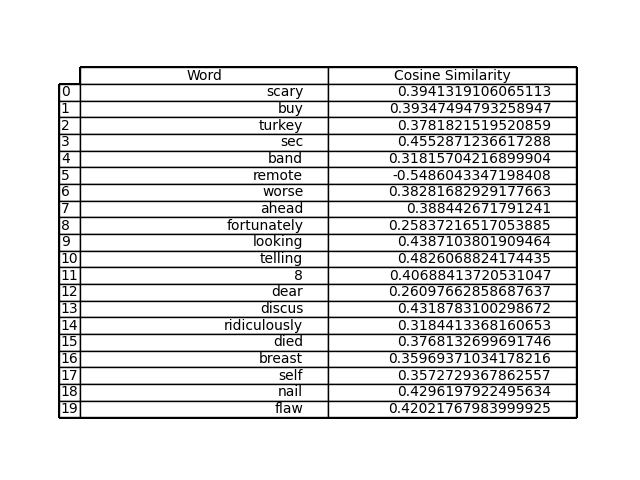 Word Cosine Similarity
0 scary 0.3941319106065113
1 buy 0.39347494793258947
2 turkey 0.3781821519520859
3 sec 0.4552871236617288
4 band 0.31815704216899904
5 remote -0.5486043347198408
6 worse 0.38281682929177663
7 ahead 0.388442671791241
8 fortunately 0.25837216517053885
9 looking 0.4387103801909464
10 telling 0.4826068824174435
11 8 0.40688413720531047
12 dear 0.26097662858687637
13 discus 0.4318783100298672
14 ridiculously 0.3184413368160653
15 died 0.3768132699691746
16 breast 0.35969371034178216
17 self 0.3572729367862557
18 nail 0.4296197922495634
19 flaw 0.42021767983999925